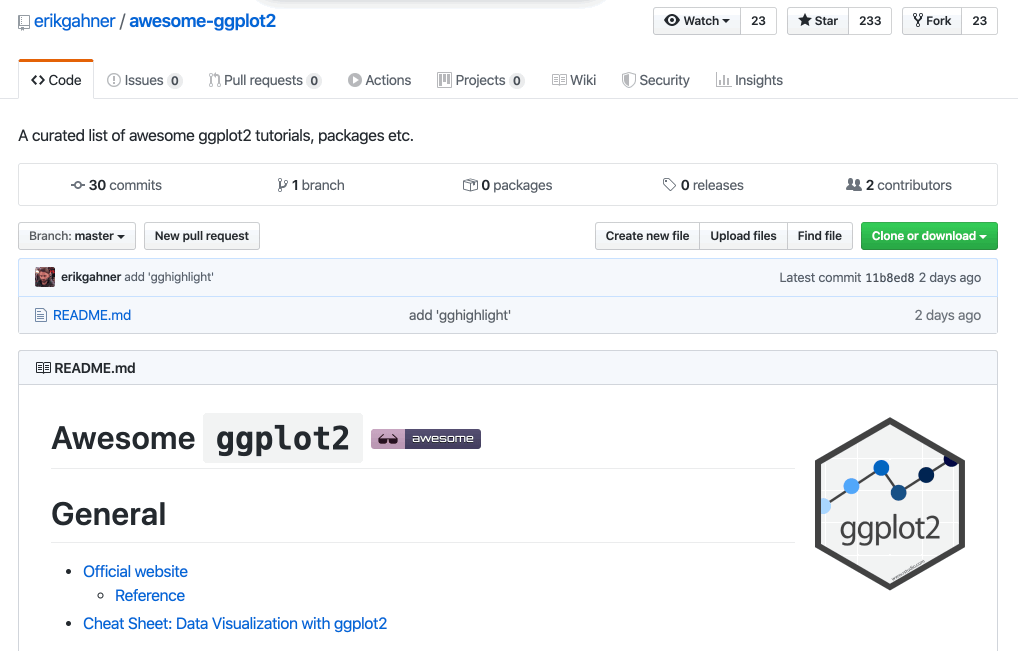 erikgahner / awesome-ggplot2 Watch 23 Star 233 Fork 23
Code Issues 0 Pull requests 0 Actions Projects 0 Wiki Security Insights
A curated list of awesome ggplot2 tutorials, packages etc.
30 commits 1 branch 0 packages 0 releases 2 contributors
Branch: master New pull request Create new file Upload files Find file Clone or download
erikgahner add 'gghighlight' Latest commit 11b8ed8 2 days ago
README.md add 'gghighlight' 2 days ago
README.md
Awesome ggplot2 awesome
General
ggplot2
Official website
Reference
Cheat Sheet: Data Visualization with ggplot2